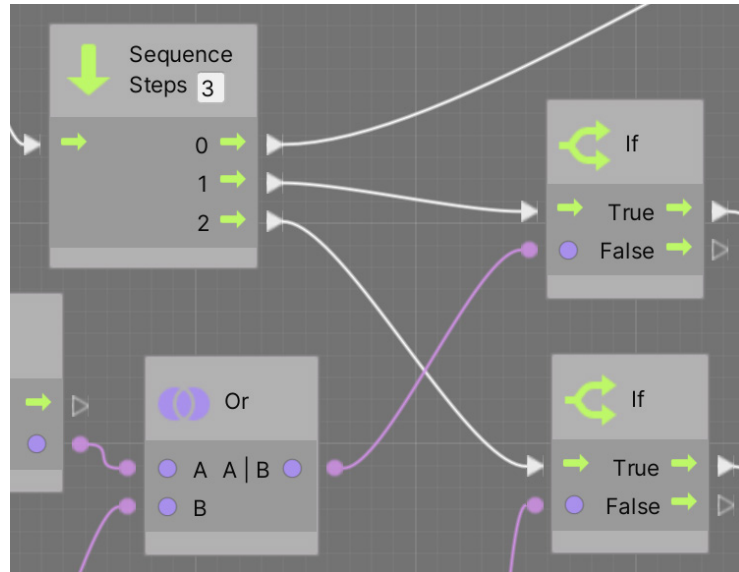 Sequence
Steps 3
0
1
2
If
True
False
Or
A A | B
B
If
True
False